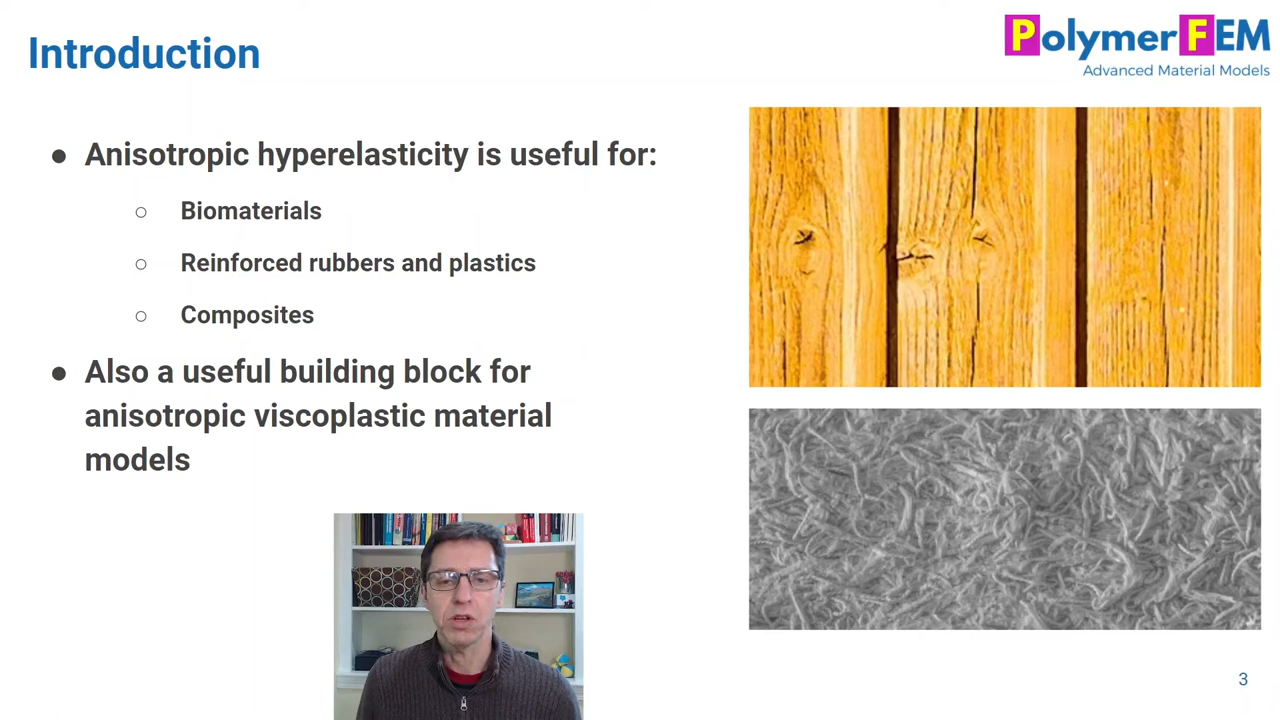 Introduction
PolymerFEM
Advanced Material Models
● Anisotropic hyperelasticity is useful for:
○ Biomaterials
○ Reinforced rubbers and plastics
○ Composites
● Also a useful building block for
anisotropic viscoplastic material
models
3